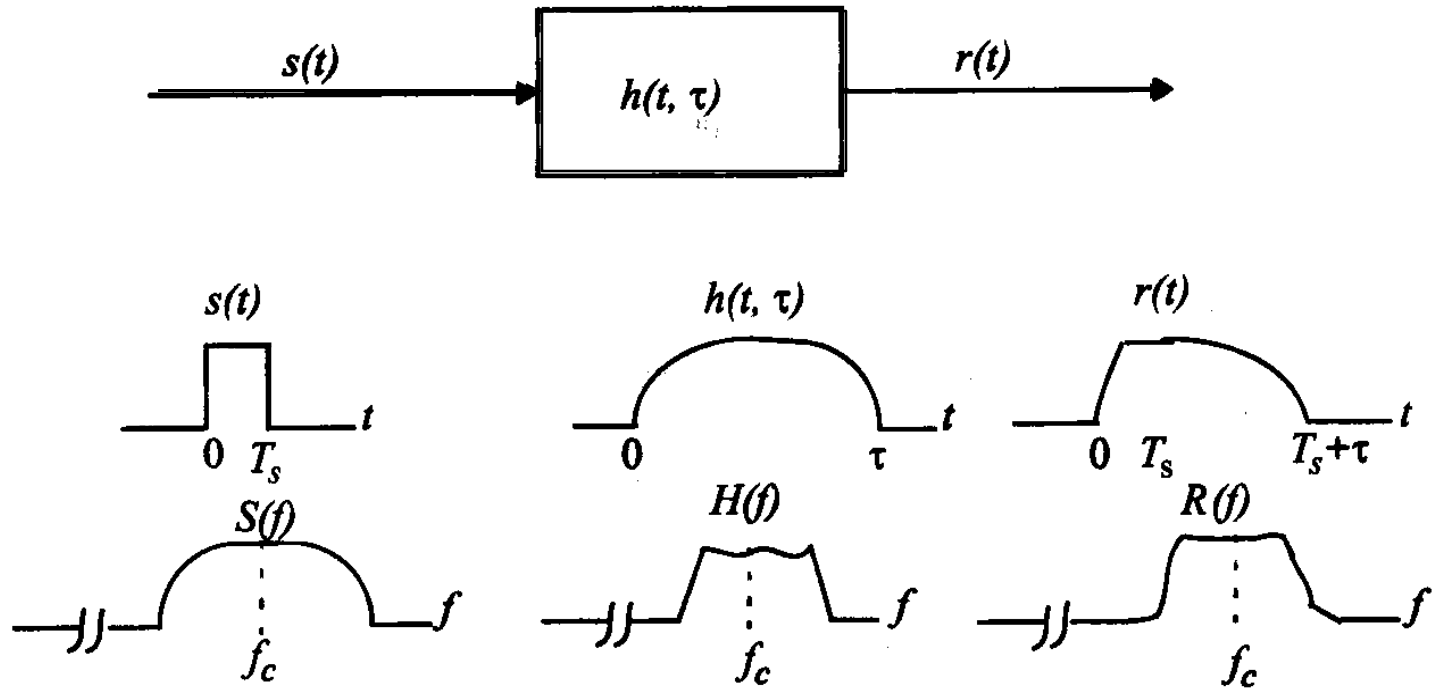 s(t)
h(t, τ)
r(t)
s(t)
h(t, τ)
r(t)
t
t
t
0
T_s
0
τ
0
T_s
T_s+τ
S(f)
H(f)
R(f)
f
f
f
f_c
f_c
f_c